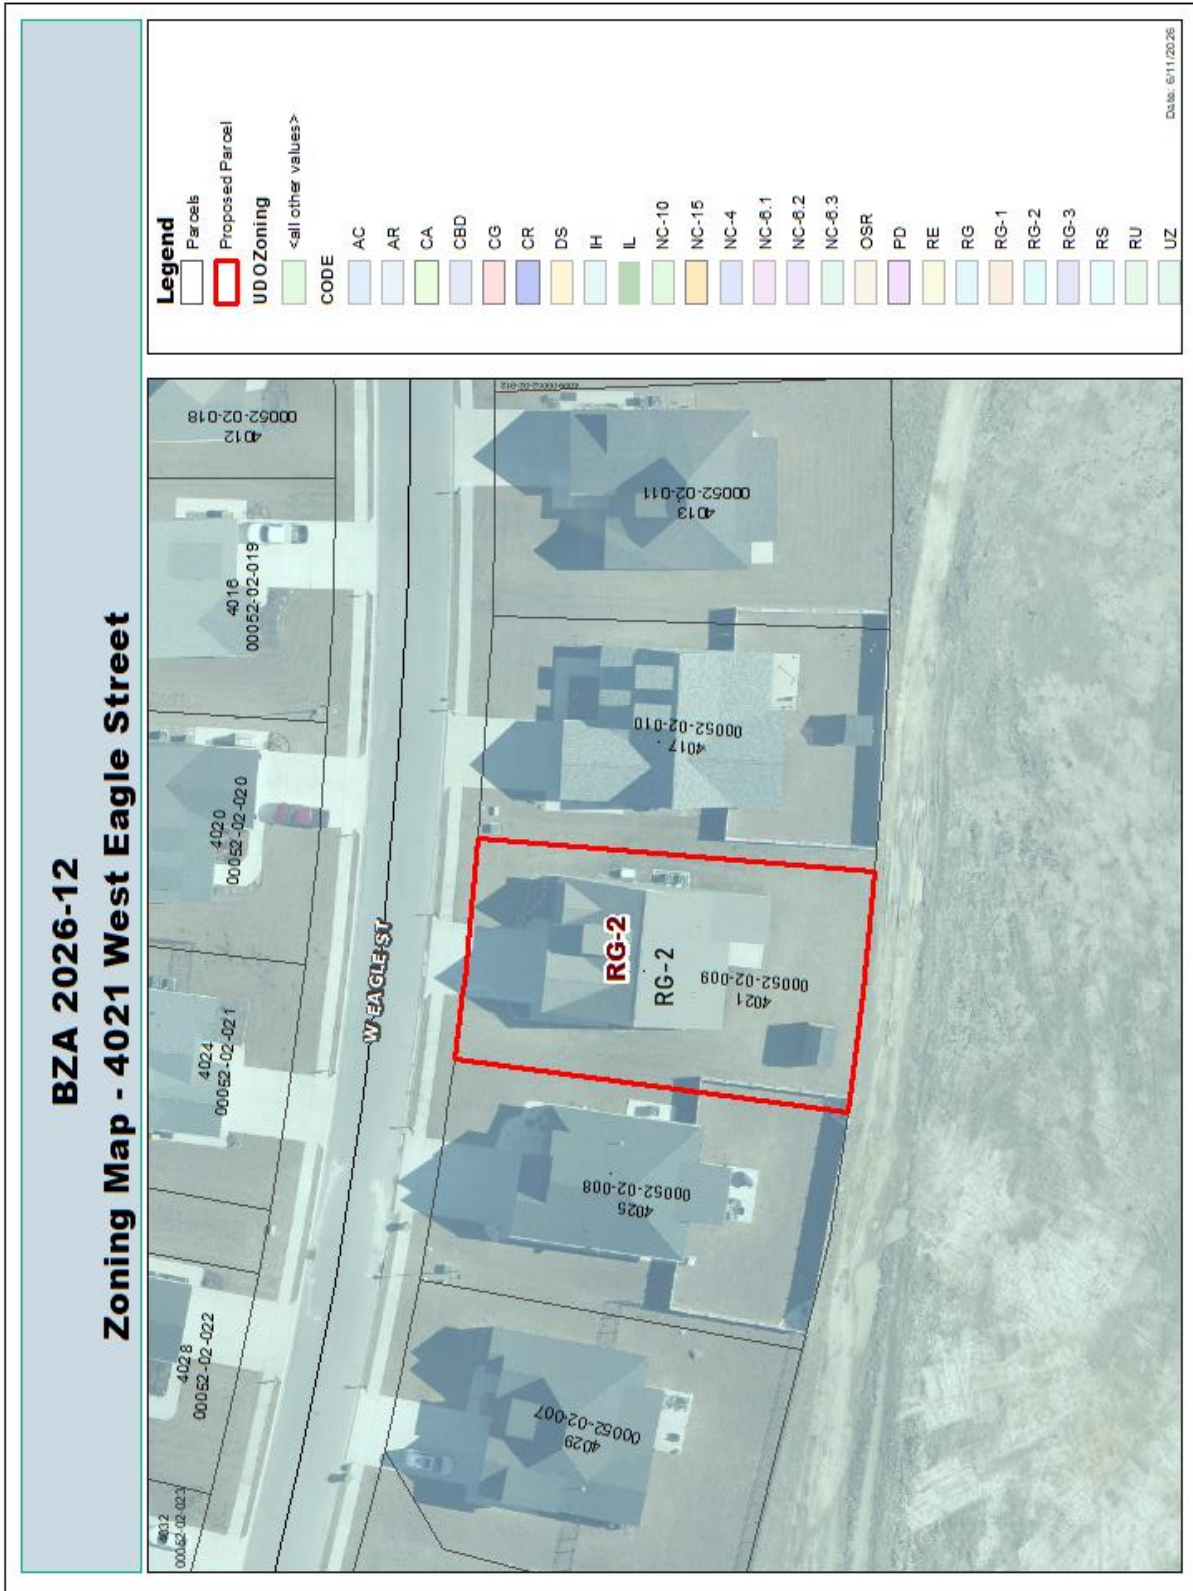 BZA 2026-12
Zoning Map - 4021 West Eagle Street
4032
00052-02-023
4028
00052-02-022
4024
00052-02-021
4020
00052-02-020
4016
00052-02-019
4012
00052-02-018
W EAGLE ST
4029
00052-02-007
4025
00052-02-008
RG-2
RG-2
4021
00052-02-009
4017
00052-02-010
4013
00052-02-011
4009 00052-02-012
Legend
Parcels
Proposed Parcel
UDOZoning
<all other values>
CODE
AC
AR
CA
CBD
CG
CR
DS
IH
IL
NC-10
NC-15
NC-4
NC-6.1
NC-6.2
NC-6.3
OSR
PD
RE
RG
RG-1
RG-2
RG-3
RS
RU
UZ
Date: 6/11/2026